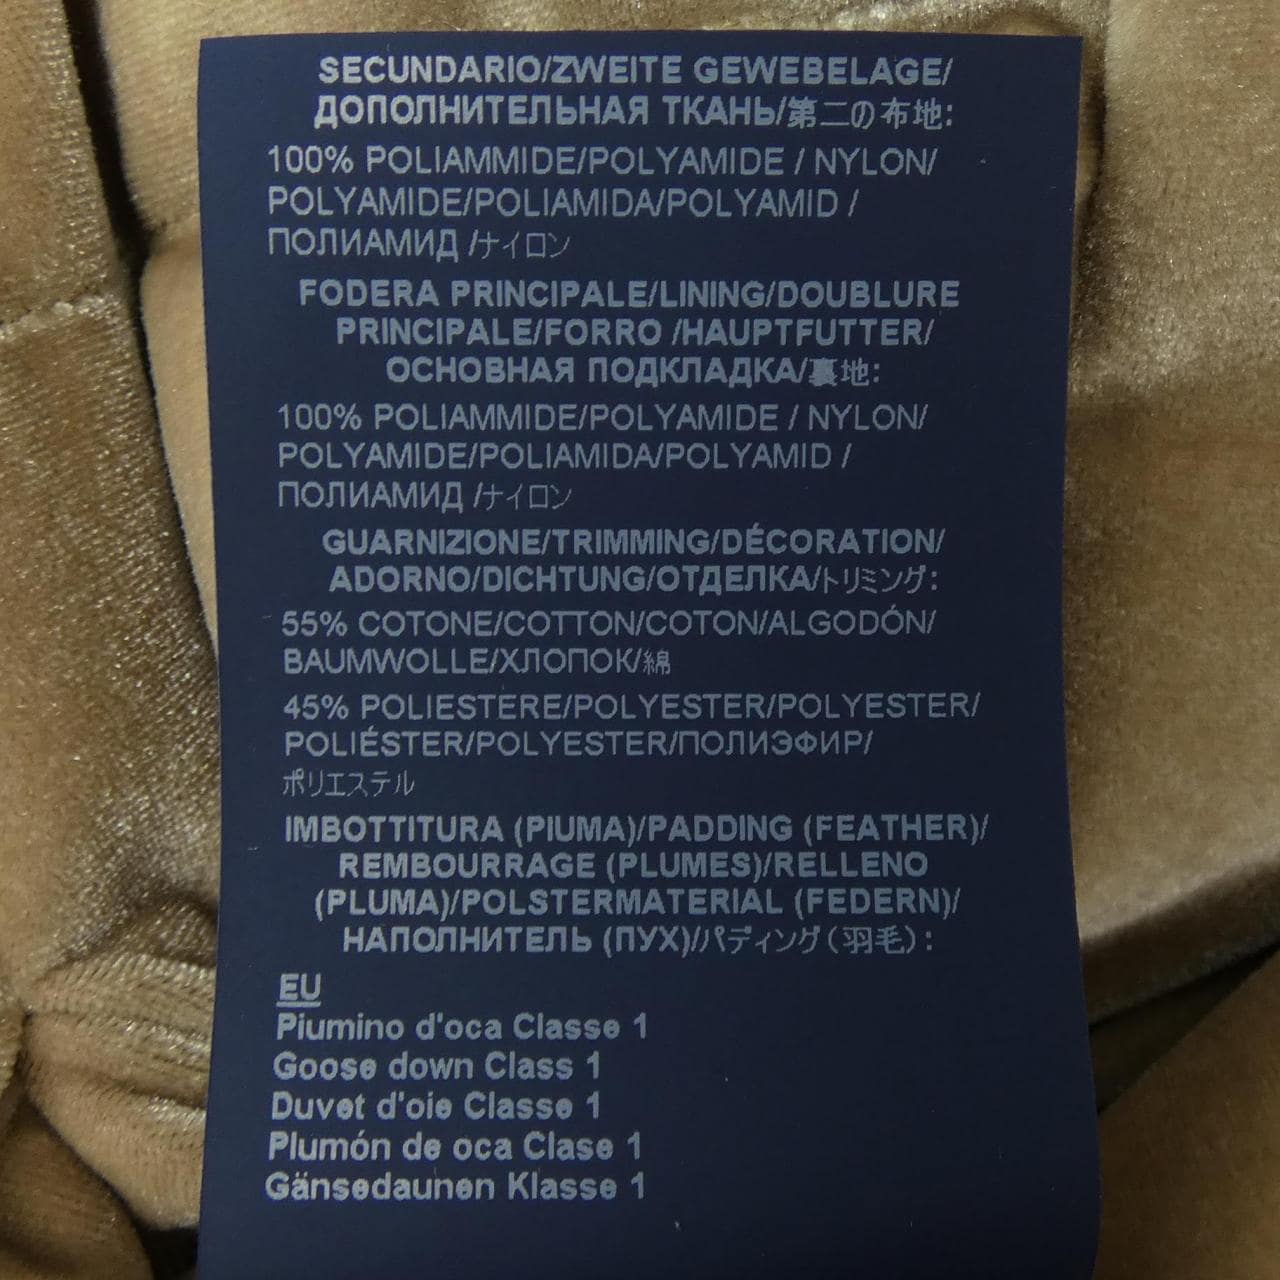 SECUNDARIO/ZWEITE GEWEBELAGE/
ДОПОЛНИТЕЛЬНАЯ ТКАНЬ/第二の布地:
100% POLIAMMIDE/POLYAMIDE / NYLON/
POLYAMIDE/POLIAMIDA/POLYAMID /
ПОЛИАМИД /ナイロン
FODERA PRINCIPALE/LINING/DOUBLURE
PRINCIPALE/FORRO /HAUPTFUTTER/
ОСНОВНАЯ ПОДКЛАДКА/裏地:
100% POLIAMMIDE/POLYAMIDE / NYLON/
POLYAMIDE/POLIAMIDA/POLYAMID /
ПОЛИАМИД /ナイロン
GUARNIZIONE/TRIMMING/DÉCORATION/
ADORNO/DICHTUNG/ОТДЕЛКА/トリミング:
55% COTONE/COTTON/COTON/ALGODÓN/
BAUMWOLLE/ХЛОПОК/綿
45% POLIESTERE/POLYESTER/POLYESTER/
POLIÉSTER/POLYESTER/ПОЛИЭФИР/
ポリエステル
IMBOTTITURA (PIUMA)/PADDING (FEATHER)/
REMBOURRAGE (PLUMES)/RELLENO
(PLUMA)/POLSTERMATERIAL (FEDERN)/
НАПОЛНИТЕЛЬ (ПУХ)/パディング(羽毛):
EU
Piumino d'oca Classe 1
Goose down Class 1
Duvet d'oie Classe 1
Plumón de oca Clase 1
Gänsedaunen Klasse 1